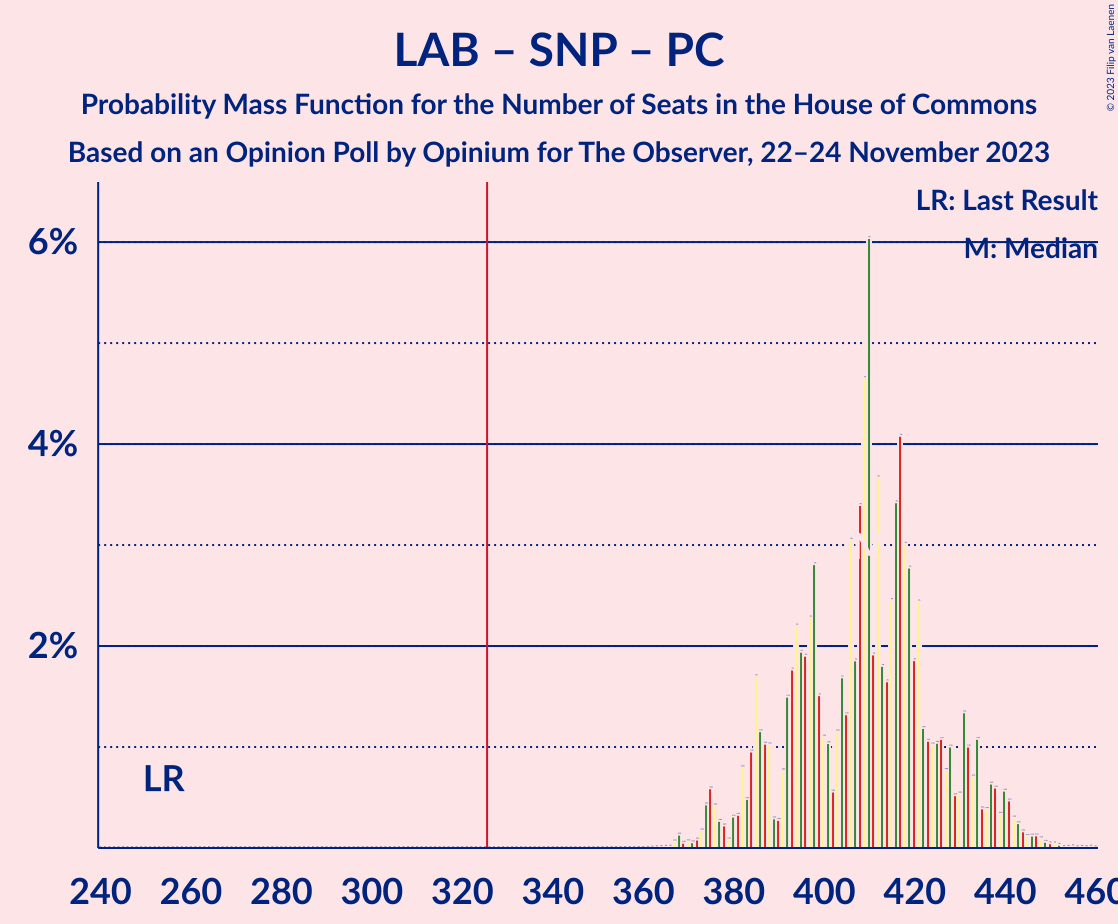 LAB – SNP – PC
Probability Mass Function for the Number of Seats in the House of Commons
Based on an Opinion Poll by Opinium for The Observer, 22–24 November 2023
© 2023 Filip van Laenen
LR: Last Result
M: Median
6%
4%
2%
LR
240 260 280 300 320 340 360 380 400 420 440 460